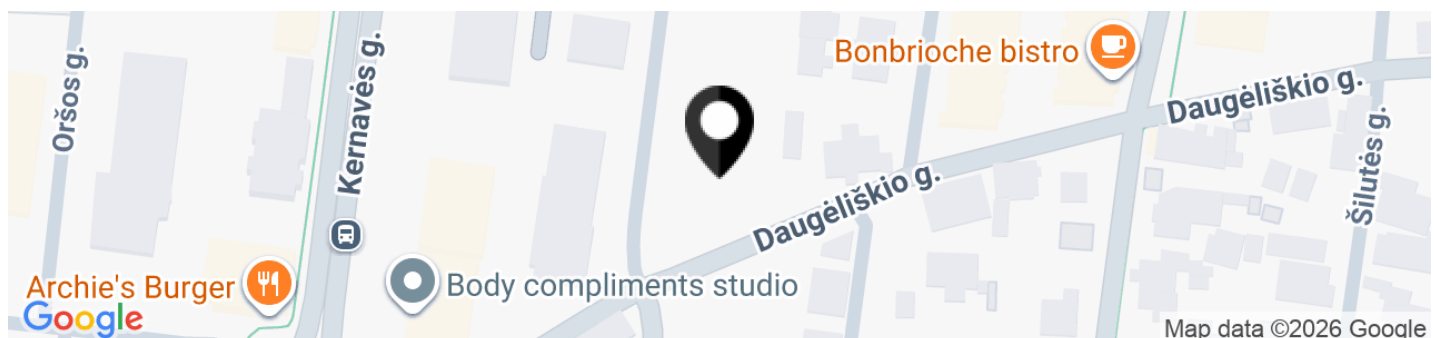 Oršos g.
Kernavės g.
Bonbrioche bistro
Daugėliškio g.
Šilutės g.
Daugėliškio g.
Archie's Burger
Body compliments studio
Google
Map data ©2026 Google